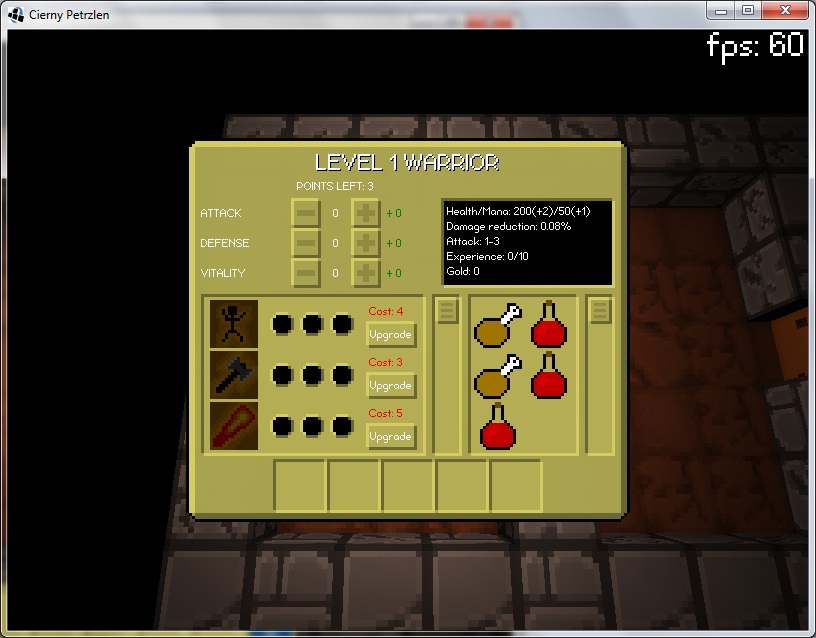 Cierny Petrzlen
fps: 60
LEVEL 1 WARRIOR
POINTS LEFT: 3
ATTACK 0 +0
DEFENSE 0 +0
VITALITY 0 +0
Health/Mana: 200(+2)/50(+1)
Damage reduction: 0.08%
Attack: 1-3
Experience: 0/10
Gold: 0
Cost: 4
Upgrade
Cost: 3
Upgrade
Cost: 5
Upgrade